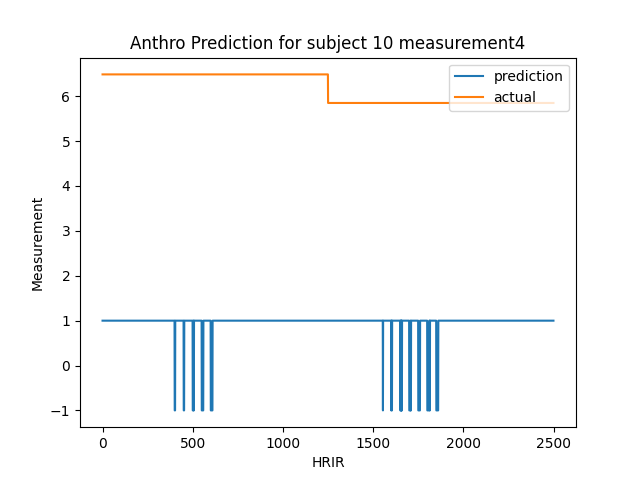 Anthro Prediction for subject 10 measurement4
prediction
actual
Measurement
6
5
4
3
2
1
0
−1
0 500 1000 1500 2000 2500
HRIR